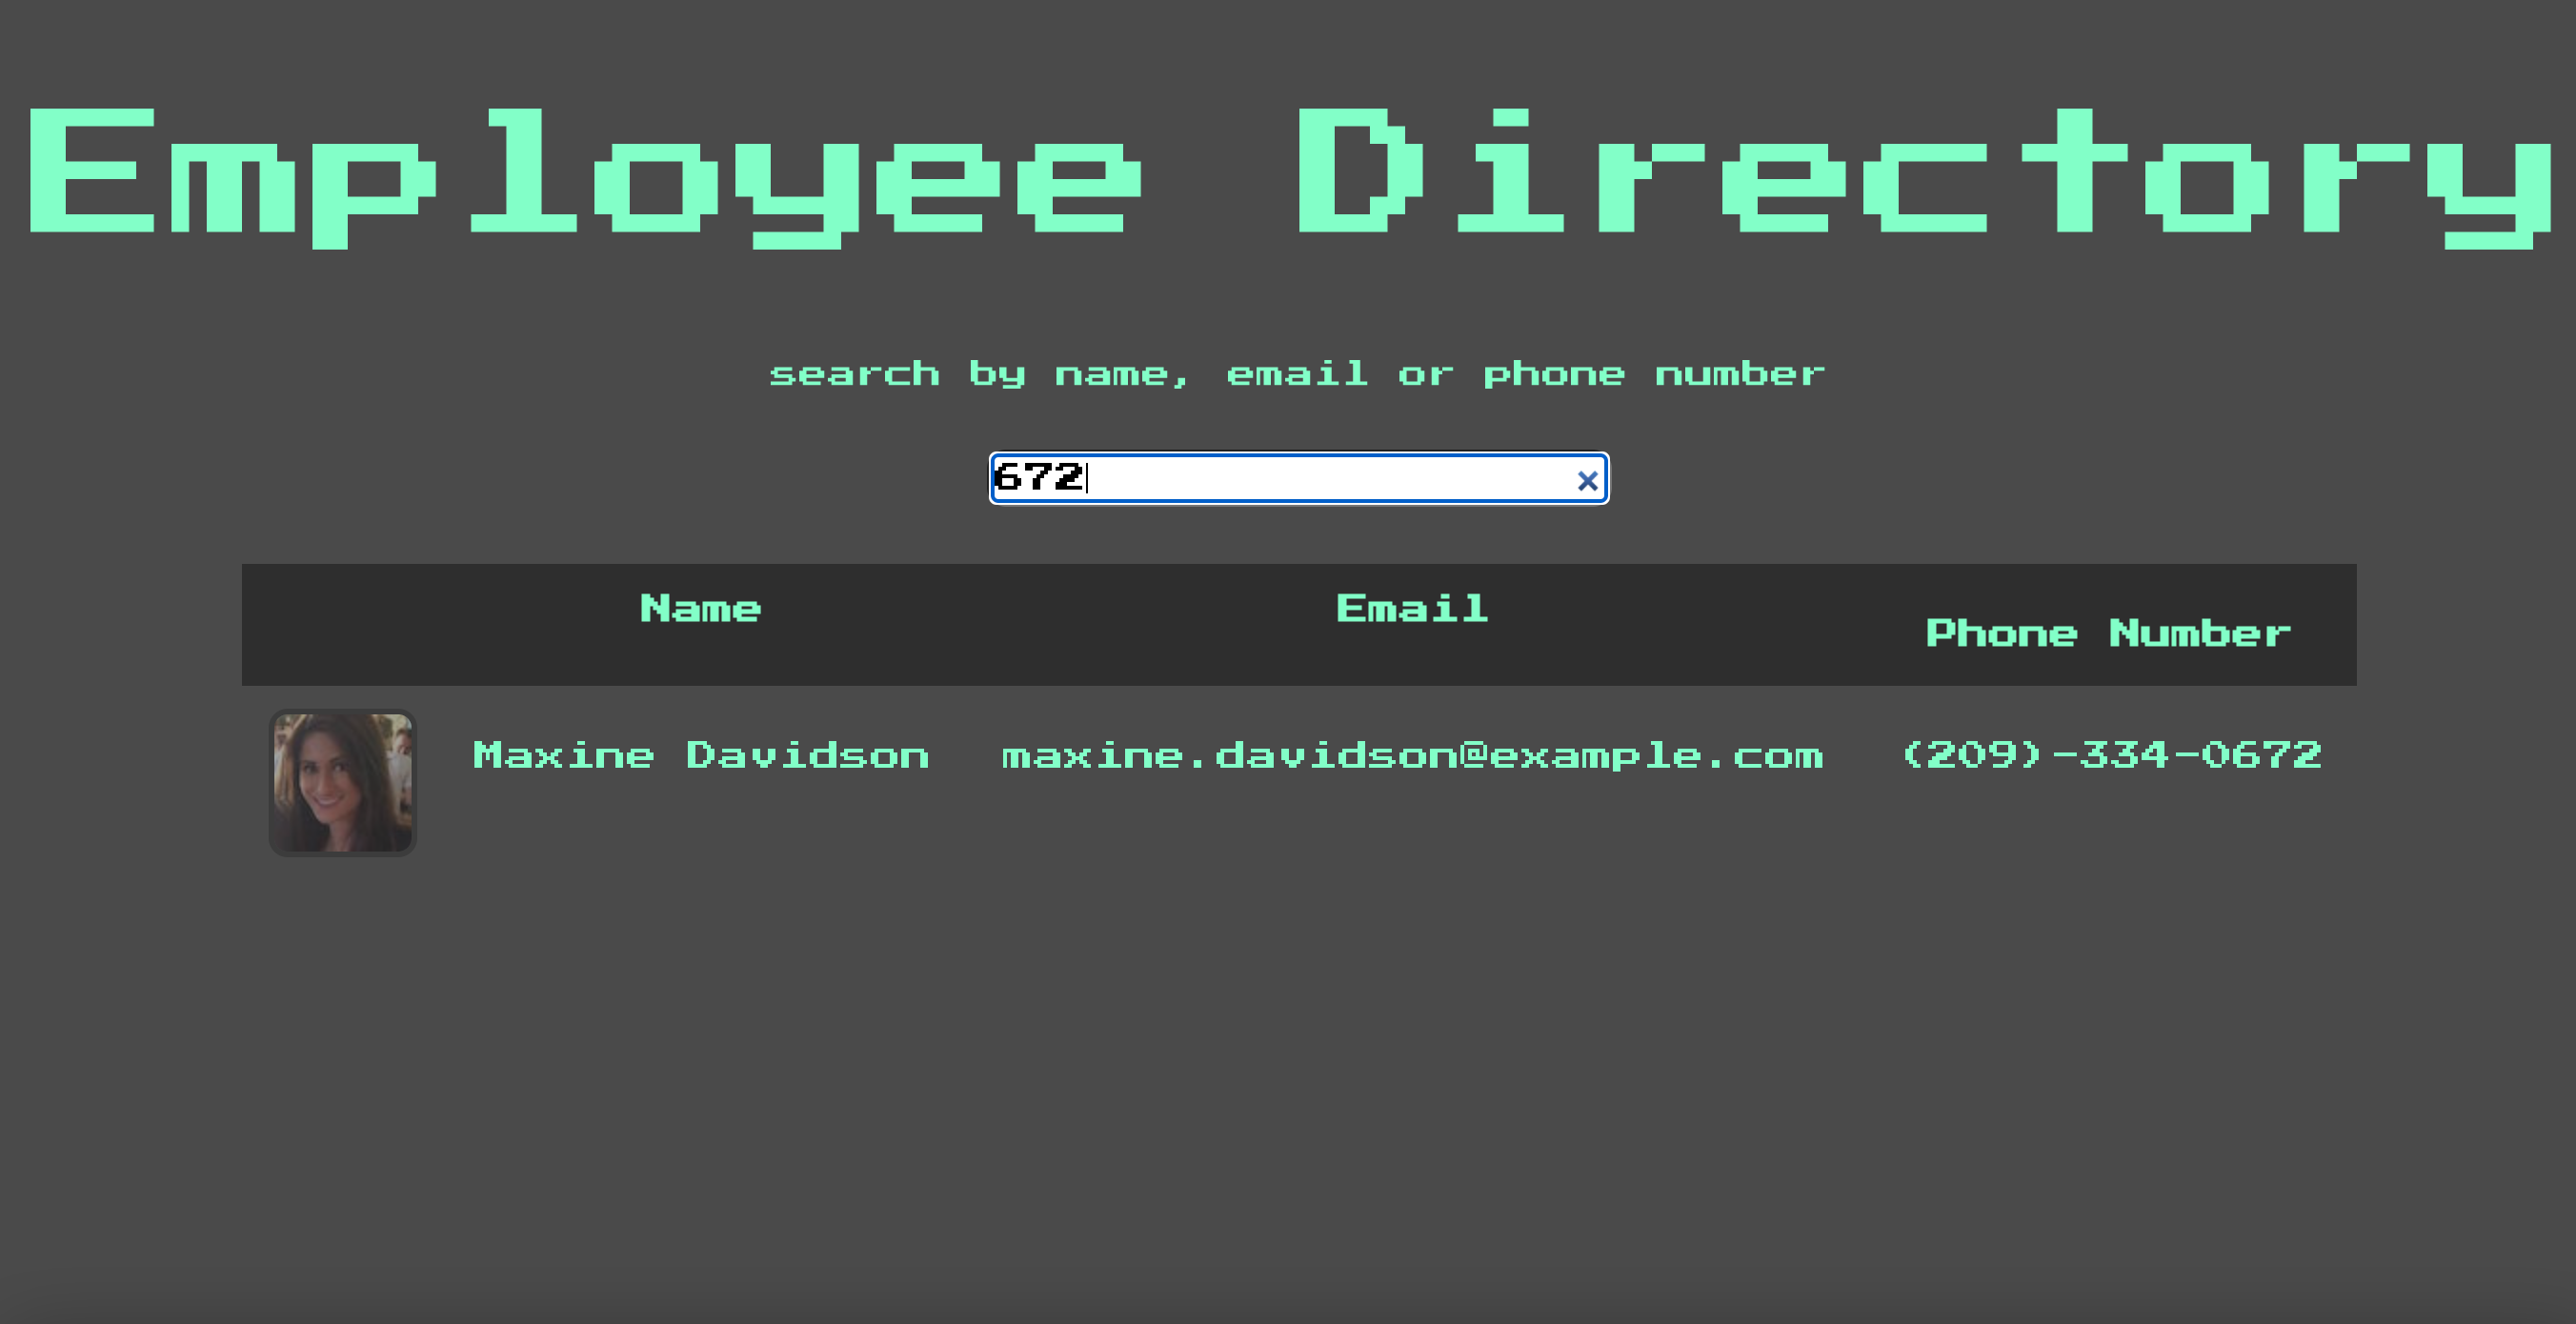 Employee Directory
search by name, email or phone number
672
Name Email Phone Number
Maxine Davidson maxine.davidson@example.com (209)-334-0672